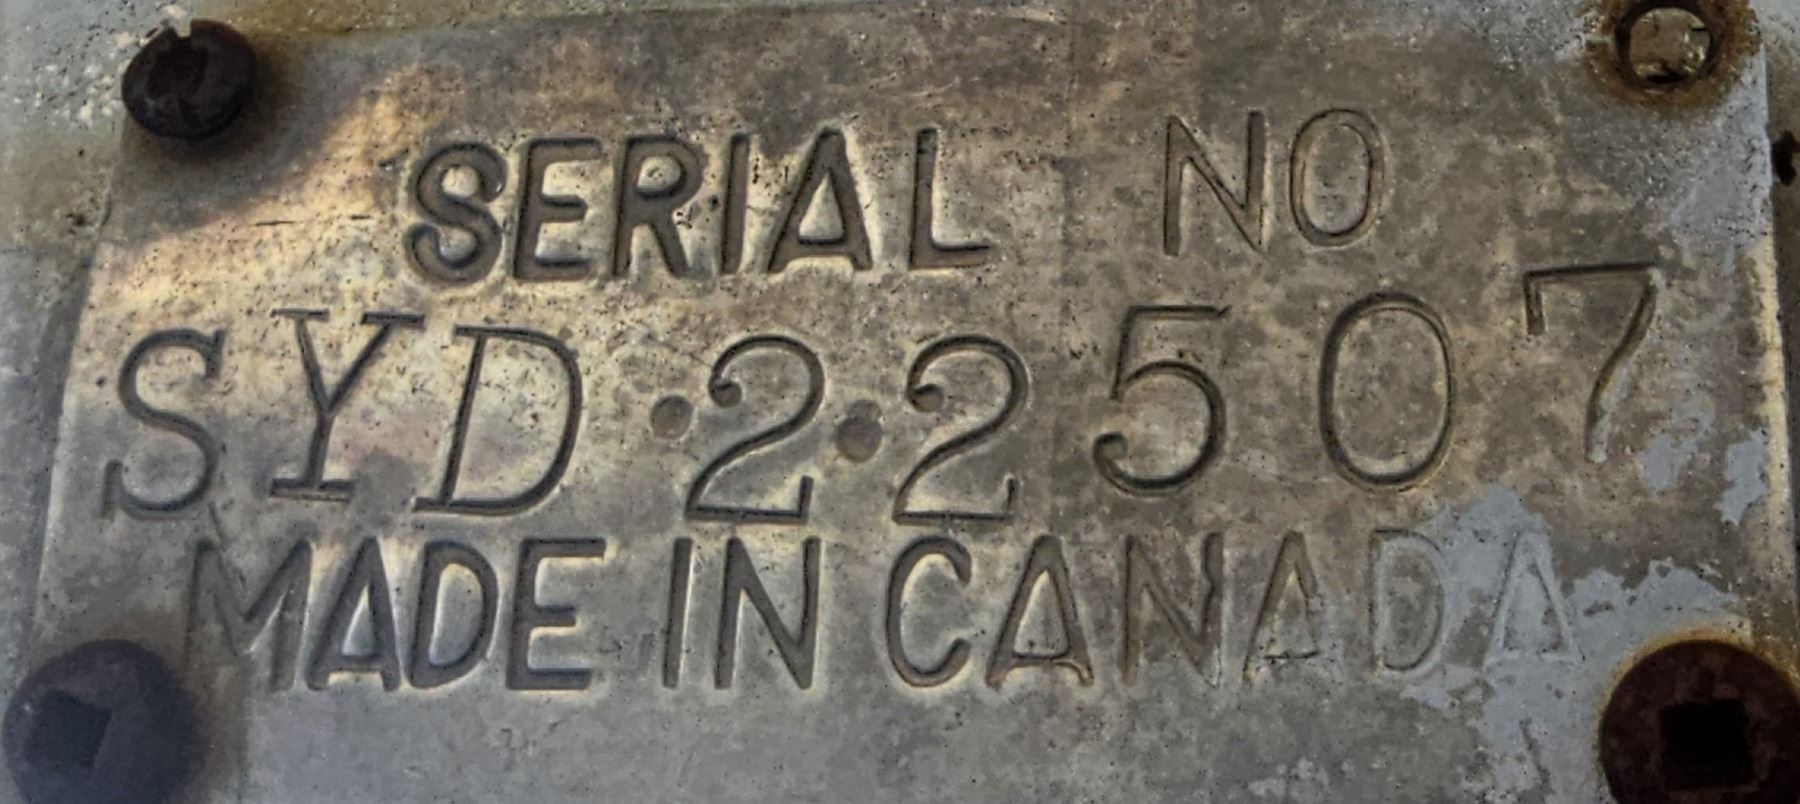 SERIAL NO
SYD·2·2507
MADE IN CANADA